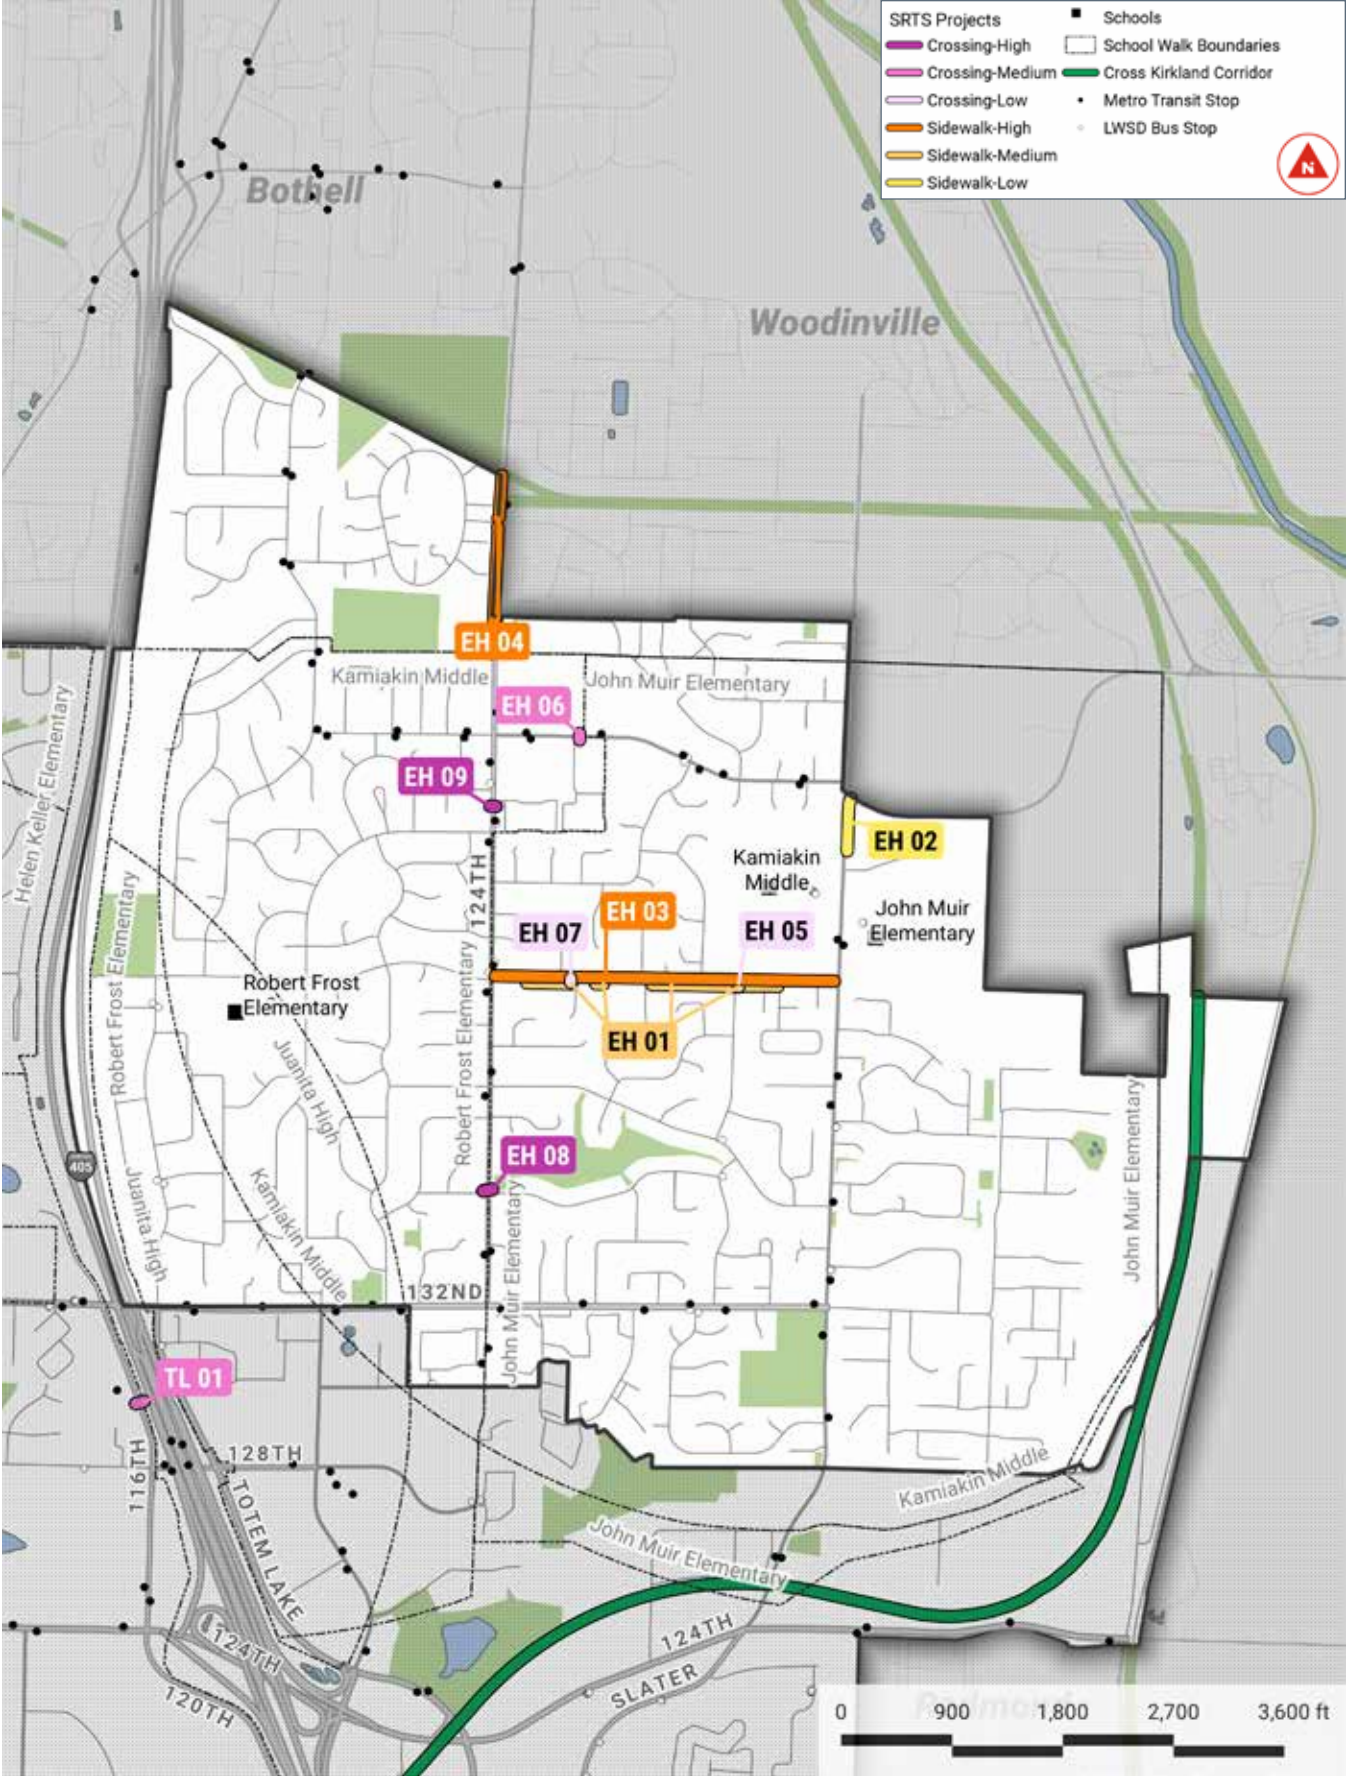 SRTS Projects
Crossing-High
Crossing-Medium
Crossing-Low
Sidewalk-High
Sidewalk-Medium
Sidewalk-Low
Schools
School Walk Boundaries
Cross Kirkland Corridor
Metro Transit Stop
LWSD Bus Stop
N
Bothell
Woodinville
EH 04
Kamiakin Middle
John Muir Elementary
EH 06
EH 09
Helen Keller Elementary
EH 02
Kamiakin
Middle
124TH
EH 03
John Muir
Elementary
EH 07
EH 05
Robert Frost Elementary
Robert Frost
Elementary
Robert Frost Elementary
EH 01
Juanita High
John Muir Elementary
405
EH 08
Juanita High
Kamiakin Middle
John Muir Elementary
132ND
TL 01
116TH
128TH
TOTEM LAKE
Kamiakin Middle
John Muir Elementary
124TH
124TH
SLATER
120TH
Redmond
0 900 1,800 2,700 3,600 ft